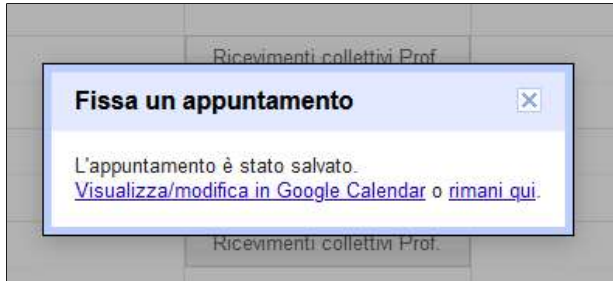 Ricevimenti collettivi Prof.
Fissa un appuntamento
L'appuntamento è stato salvato.
Visualizza/modifica in Google Calendar o rimani qui.
Ricevimenti collettivi Prof.